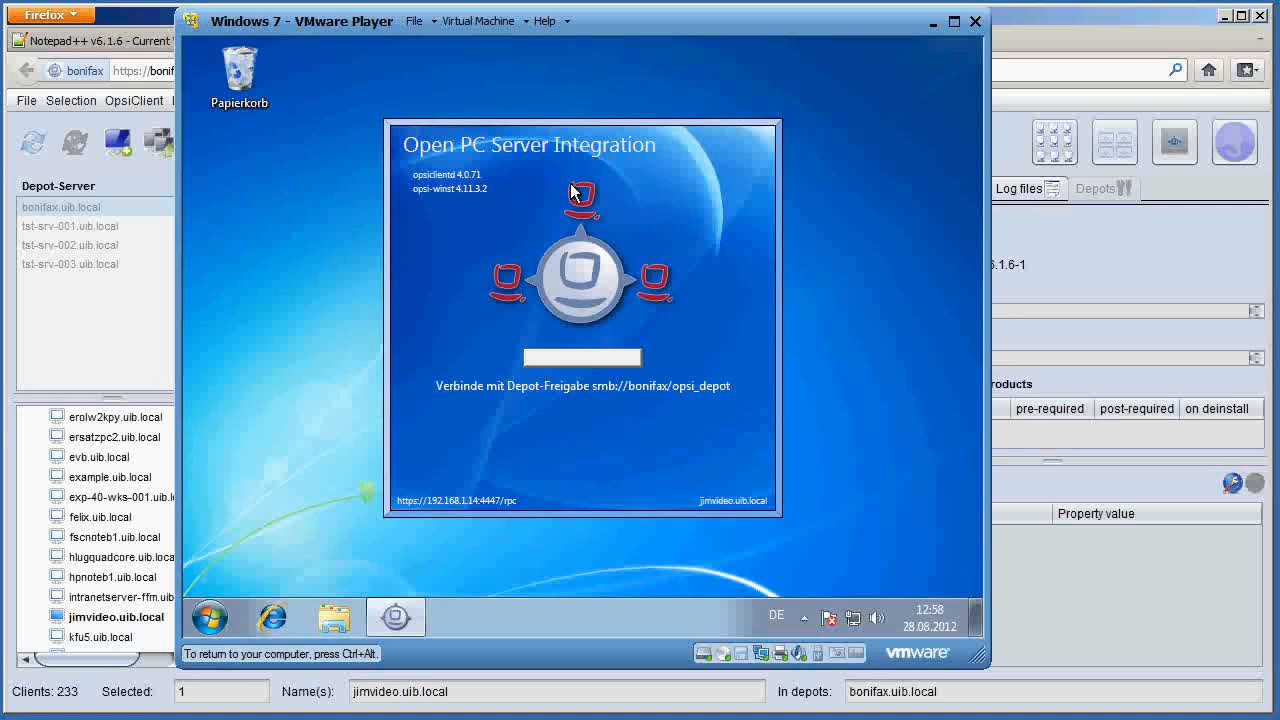 Firefox
Notepad++ v6.1.6 - Current
bonifax
https://bonif
File Selection OpsiClient
Depot-Server
bonifax.uib.local
tst-srv-001.uib.local
tst-srv-002.uib.local
tst-srv-003.uib.local
erolw2kpy.uib.local
ersatzpc2.uib.local
evb.uib.local
example.uib.local
exp-40-wks-001.uib.l
felix.uib.local
fscnoteb1.uib.local
hlugquadcore.uib.loca
hpnoteb1.uib.local
intranetserver-ffm.uib
jimvideo.uib.local
kfu5.uib.local
Windows 7 - VMware Player File Virtual Machine Help
Papierkorb
Open PC Server Integration
opsiclientd 4.0.71
opsi-winst 4.11.3.2
Verbinde mit Depot-Freigabe smb://bonifax/opsi_depot
https://192.168.1.14:4447/rpc
jimvideo.uib.local
DE
12:58
28.08.2012
To return to your computer, press Ctrl+Alt.
vmware
Log files
Depots
6.1.6-1
roducts
pre-required post-required on deinstall
Property value
Clients: 233 Selected: 1 Name(s): jimvideo.uib.local In depots: bonifax.uib.local